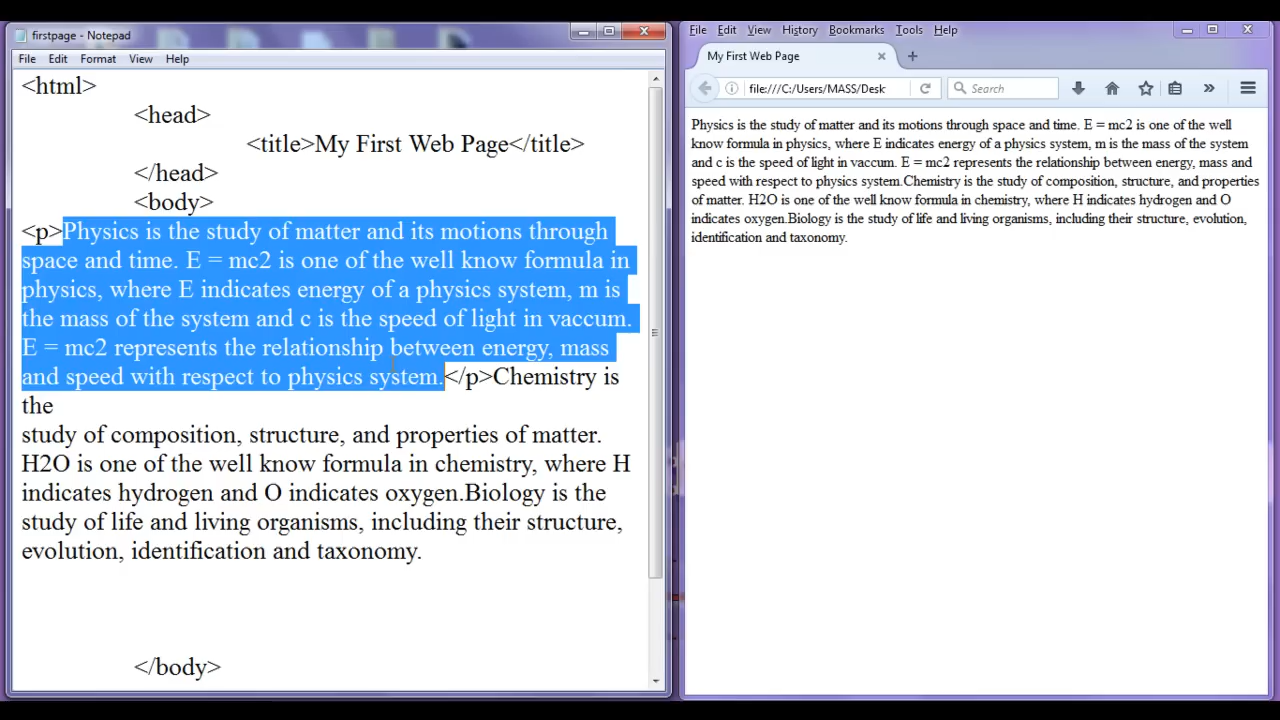 firstpage - Notepad
File Edit Format View Help
<html>
<head>
<title>My First Web Page</title>
</head>
<body>
<p>Physics is the study of matter and its motions through
space and time. E = mc2 is one of the well know formula in
physics, where E indicates energy of a physics system, m is
the mass of the system and c is the speed of light in vaccum.
E = mc2 represents the relationship between energy, mass
and speed with respect to physics system.</p>Chemistry is
the
study of composition, structure, and properties of matter.
H2O is one of the well know formula in chemistry, where H
indicates hydrogen and O indicates oxygen.Biology is the
study of life and living organisms, including their structure,
evolution, identification and taxonomy.
</body>
File Edit View History Bookmarks Tools Help
My First Web Page
file:///C:/Users/MASS/Desk
Search
Physics is the study of matter and its motions through space and time. E = mc2 is one of the well
know formula in physics, where E indicates energy of a physics system, m is the mass of the system
and c is the speed of light in vaccum. E = mc2 represents the relationship between energy, mass and
speed with respect to physics system.Chemistry is the study of composition, structure, and properties
of matter. H2O is one of the well know formula in chemistry, where H indicates hydrogen and O
indicates oxygen.Biology is the study of life and living organisms, including their structure, evolution,
identification and taxonomy.